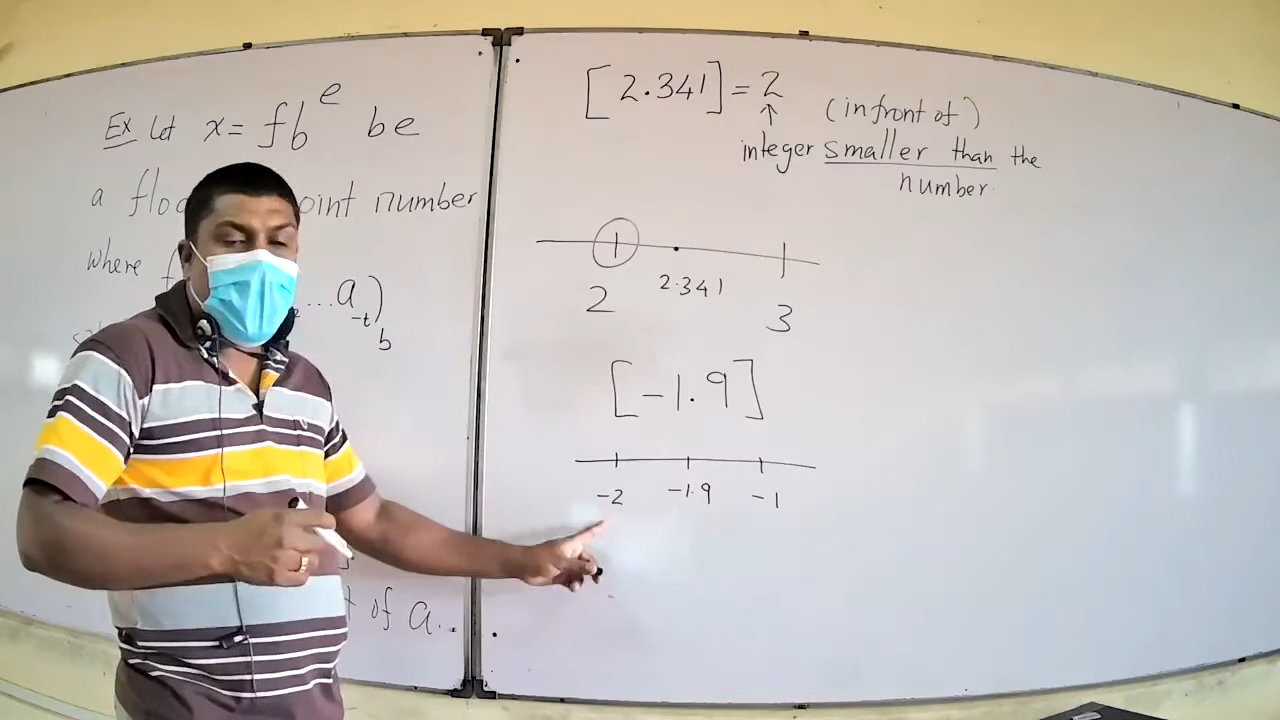 Ex Let x = fb^e be
a point number
where f ... a_-t)_b
of a..
[2.341] = 2
↑ (in front of)
integer smaller than the
number.
2.341
2 3
[-1.9]
-2 -1.9 -1